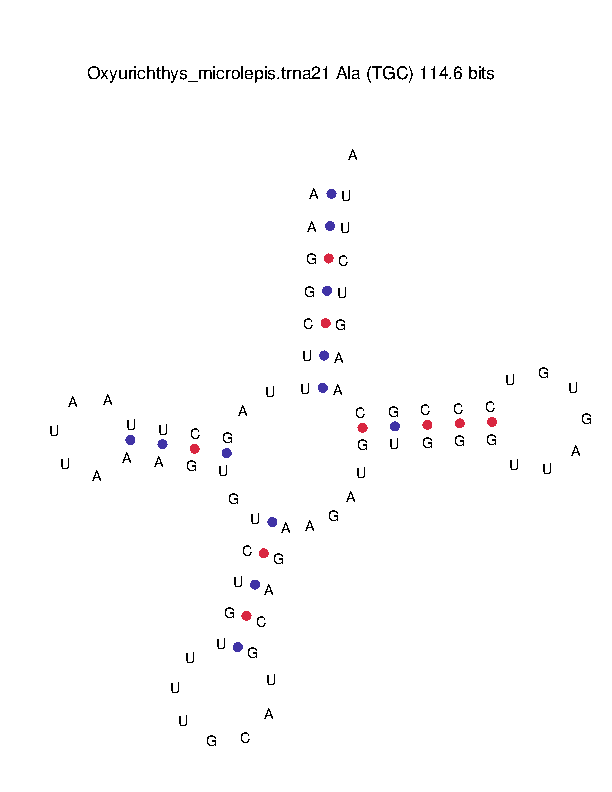 Oxyurichthys_microlepis.trna21 Ala (TGC) 114.6 bits
A
A U
A U
G C
G U
C G
U A
U A
U
A
A A U U C G
U
U A A A G U
C G C C C U G U
G
G U G G G U U A
U
A
G
G
U A A
C G
U A
G C
U G
U U
U A
U G C